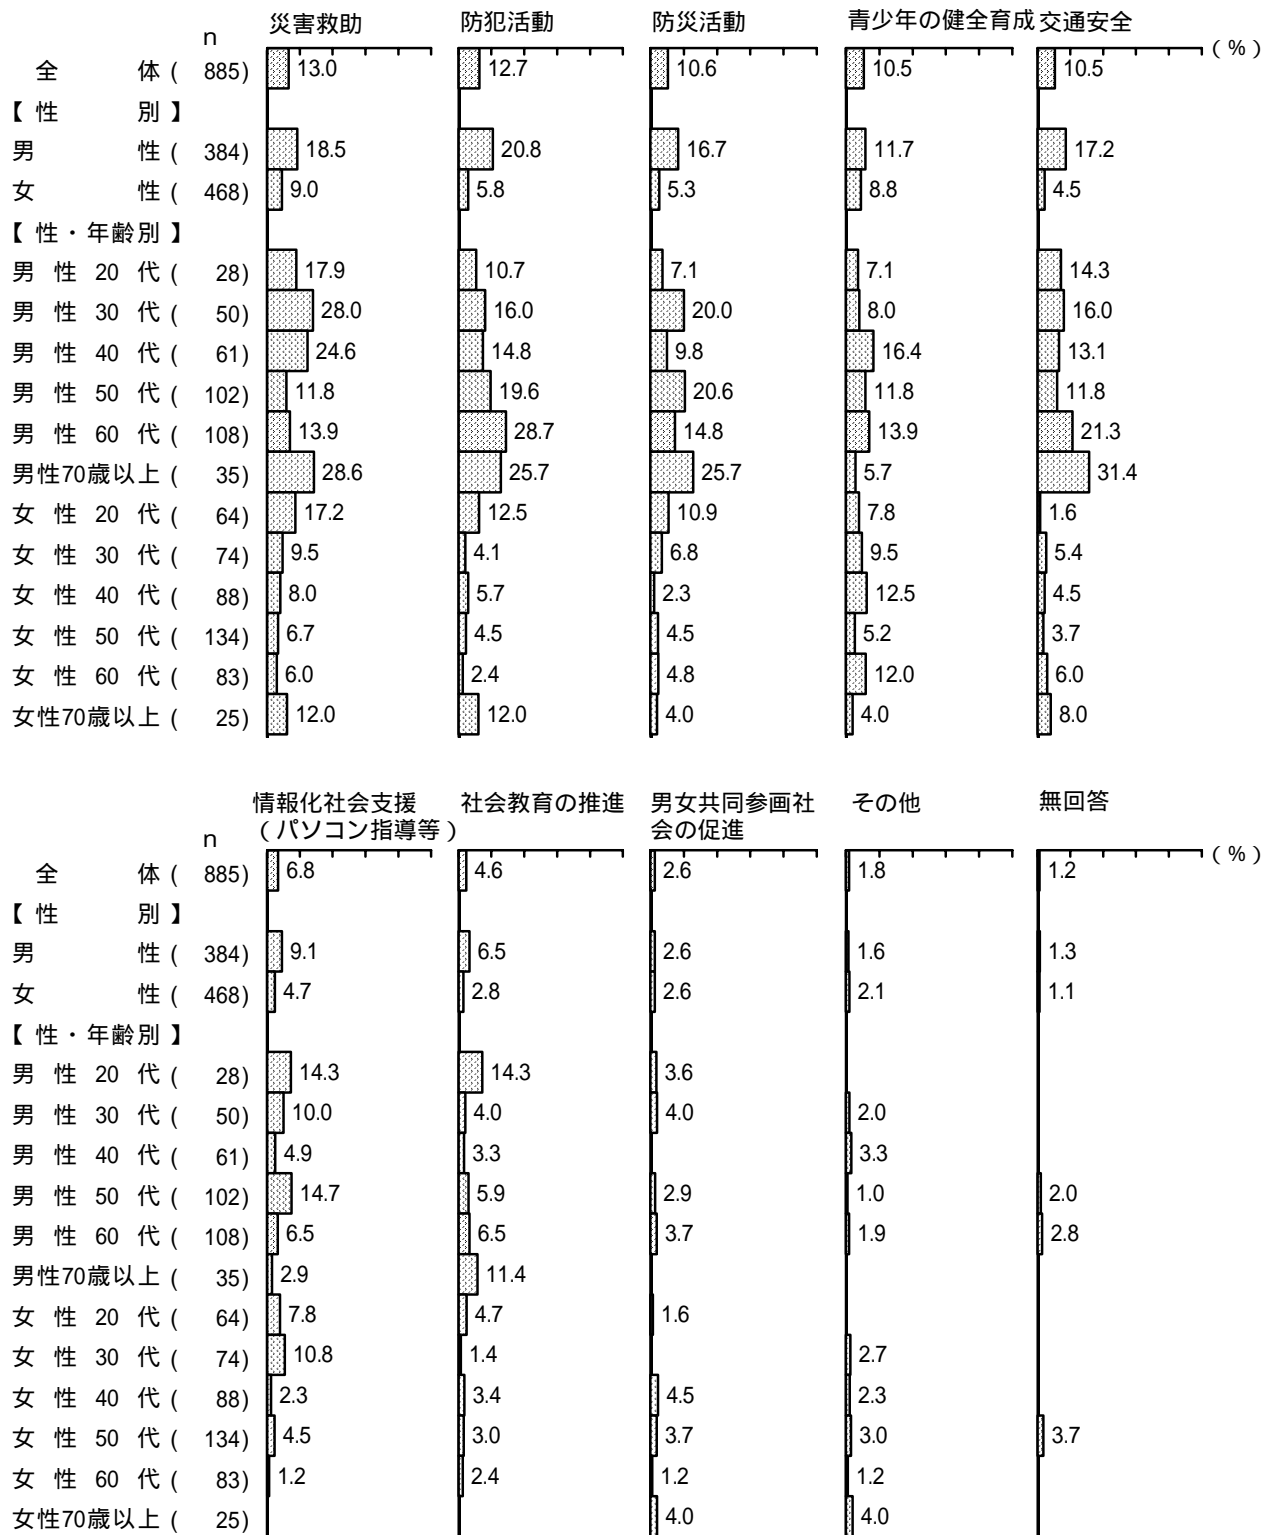 災害救助 防犯活動 防災活動 青少年の健全育成 交通安全
n
(%)
全 体( 885) 13.0 12.7 10.6 10.5 10.5
【性 別】
男 性( 384) 18.5 20.8 16.7 11.7 17.2
女 性( 468) 9.0 5.8 5.3 8.8 4.5
【性・年齢別】
男 性 20 代( 28) 17.9 10.7 7.1 7.1 14.3
男 性 30 代( 50) 28.0 16.0 20.0 8.0 16.0
男 性 40 代( 61) 24.6 14.8 9.8 16.4 13.1
男 性 50 代( 102) 11.8 19.6 20.6 11.8 11.8
男 性 60 代( 108) 13.9 28.7 14.8 13.9 21.3
男性70歳以上( 35) 28.6 25.7 25.7 5.7 31.4
女 性 20 代( 64) 17.2 12.5 10.9 7.8 1.6
女 性 30 代( 74) 9.5 4.1 6.8 9.5 5.4
女 性 40 代( 88) 8.0 5.7 2.3 12.5 4.5
女 性 50 代( 134) 6.7 4.5 4.5 5.2 3.7
女 性 60 代( 83) 6.0 2.4 4.8 12.0 6.0
女性70歳以上( 25) 12.0 12.0 4.0 4.0 8.0
情報化社会支援 社会教育の推進 男女共同参画社 その他 無回答
(パソコン指導等) 会の促進
n
(%)
全 体( 885) 6.8 4.6 2.6 1.8 1.2
【性 別】
男 性( 384) 9.1 6.5 2.6 1.6 1.3
女 性( 468) 4.7 2.8 2.6 2.1 1.1
【性・年齢別】
男 性 20 代( 28) 14.3 14.3 3.6
男 性 30 代( 50) 10.0 4.0 4.0 2.0
男 性 40 代( 61) 4.9 3.3 3.3
男 性 50 代( 102) 14.7 5.9 2.9 1.0 2.0
男 性 60 代( 108) 6.5 6.5 3.7 1.9 2.8
男性70歳以上( 35) 2.9 11.4
女 性 20 代( 64) 7.8 4.7 1.6
女 性 30 代( 74) 10.8 1.4 2.7
女 性 40 代( 88) 2.3 3.4 4.5 2.3
女 性 50 代( 134) 4.5 3.0 3.7 3.0 3.7
女 性 60 代( 83) 1.2 2.4 1.2 1.2
女性70歳以上( 25) 4.0 4.0